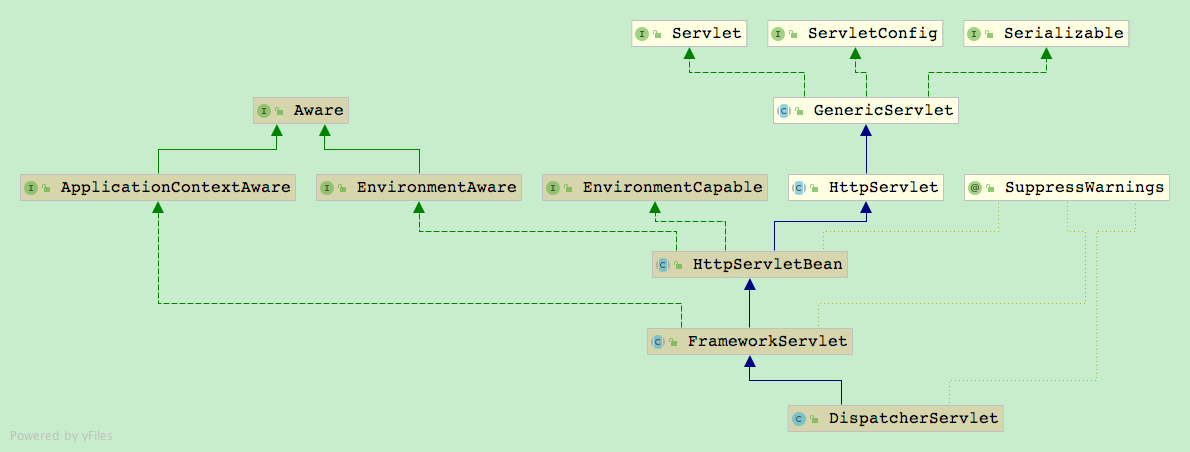 Servlet
ServletConfig
Serializable
Aware
GenericServlet
ApplicationContextAware
EnvironmentAware
EnvironmentCapable
HttpServlet
SuppressWarnings
HttpServletBean
FrameworkServlet
DispatcherServlet
Powered by yFiles